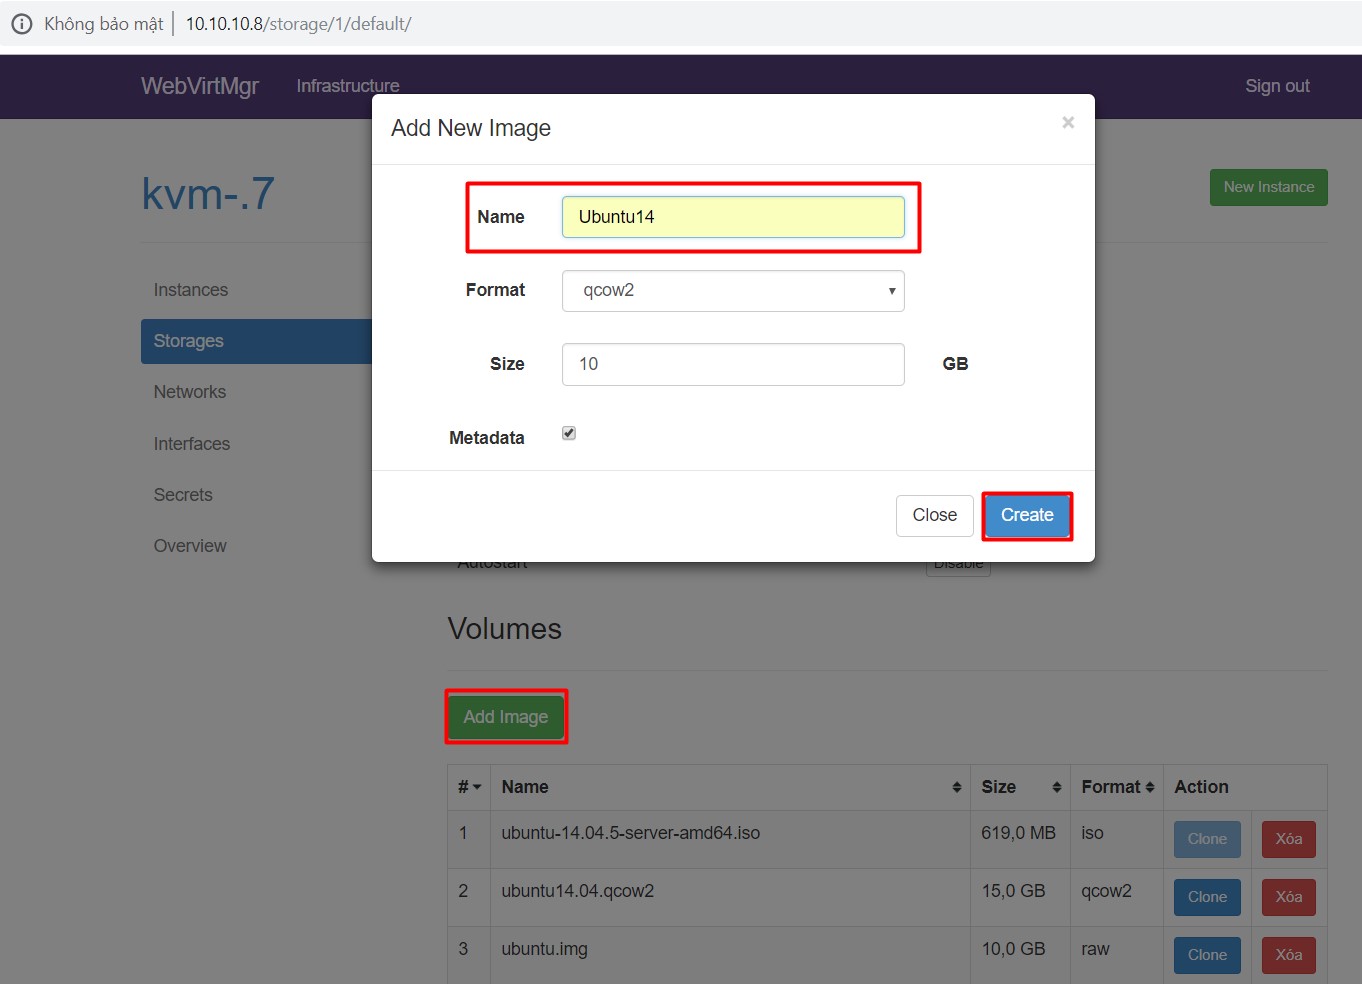 Không bảo mật 10.10.10.8/storage/1/default/
WebVirtMgr Infrastructure Sign out
Add New Image ×
kvm-.7
New Instance
Name Ubuntu14
Format qcow2
Size 10 GB
Metadata
Close Create
Instances
Storages
Networks
Interfaces
Secrets
Overview
Autostart Disable
Volumes
Add Image
# Name Size Format Action
1 ubuntu-14.04.5-server-amd64.iso 619,0 MB iso Clone Xóa
2 ubuntu14.04.qcow2 15,0 GB qcow2 Clone Xóa
3 ubuntu.img 10,0 GB raw Clone Xóa